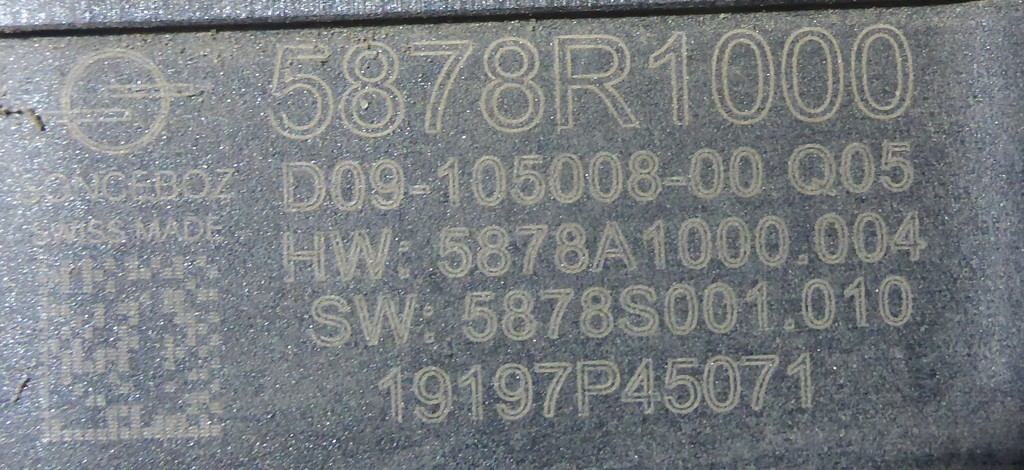 5878R1000
SONCEBOZ
SWISS MADE
D09-105008-00 Q05
HW: 5878A1000.004
SW: 5878S001.010
19197P45071